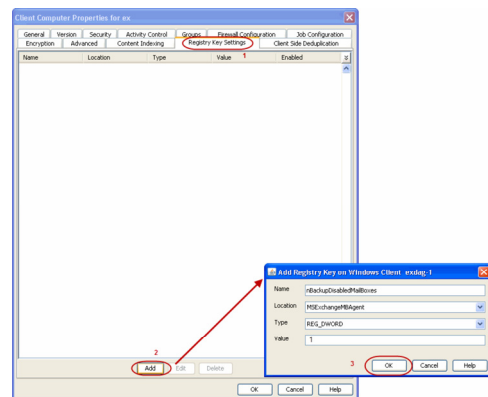 Client Computer Properties for ex
General Version Security Activity Control Groups Firewall Configuration Job Configuration
Encryption Advanced Content Indexing Registry Key Settings Client Side Deduplication
1
Name Location Type Value Enabled
2
Add Edit Delete
OK Cancel Help
Add Registry Key on Windows Client exdag-1
Name nBackupDisabledMailBoxes
Location MSExchangeMBAgent
Type REG_DWORD
value 1
3
OK Cancel Help